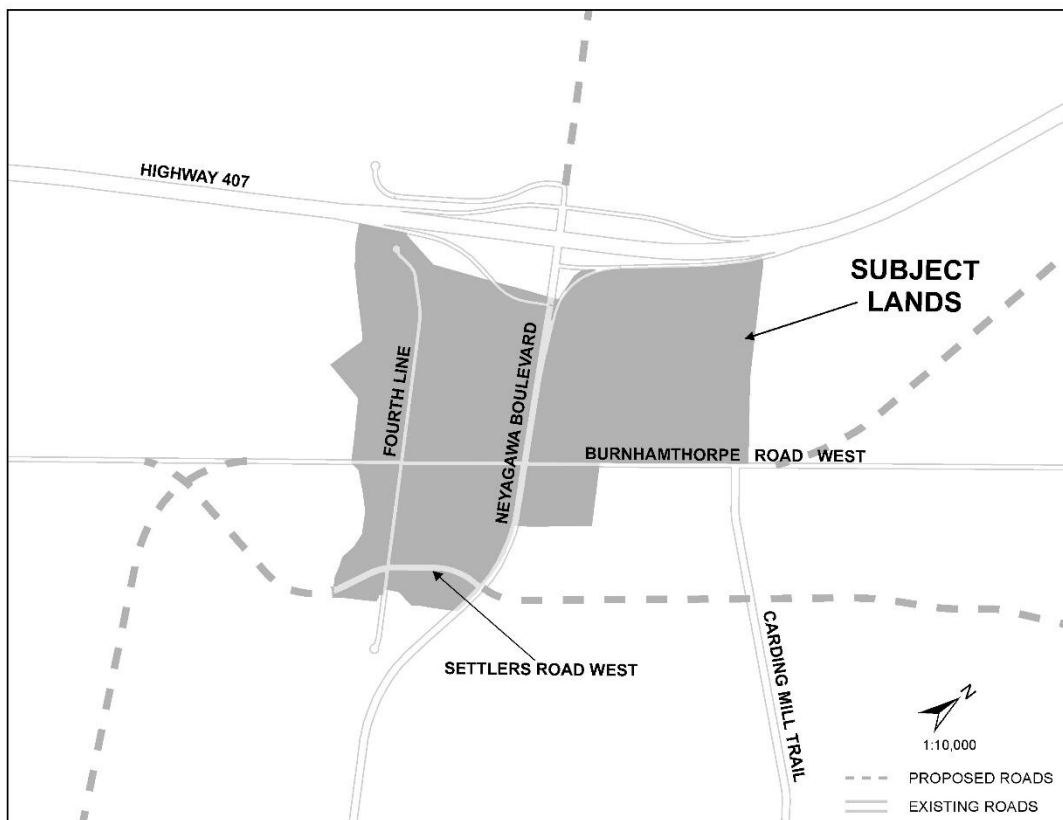 HIGHWAY 407
SUBJECT
LANDS
FOURTH LINE
NEYAGAWA BOULEVARD
BURNHAMTHORPE ROAD WEST
SETTLERS ROAD WEST
CARDING MILL TRAIL
N
1:10,000
PROPOSED ROADS
EXISTING ROADS